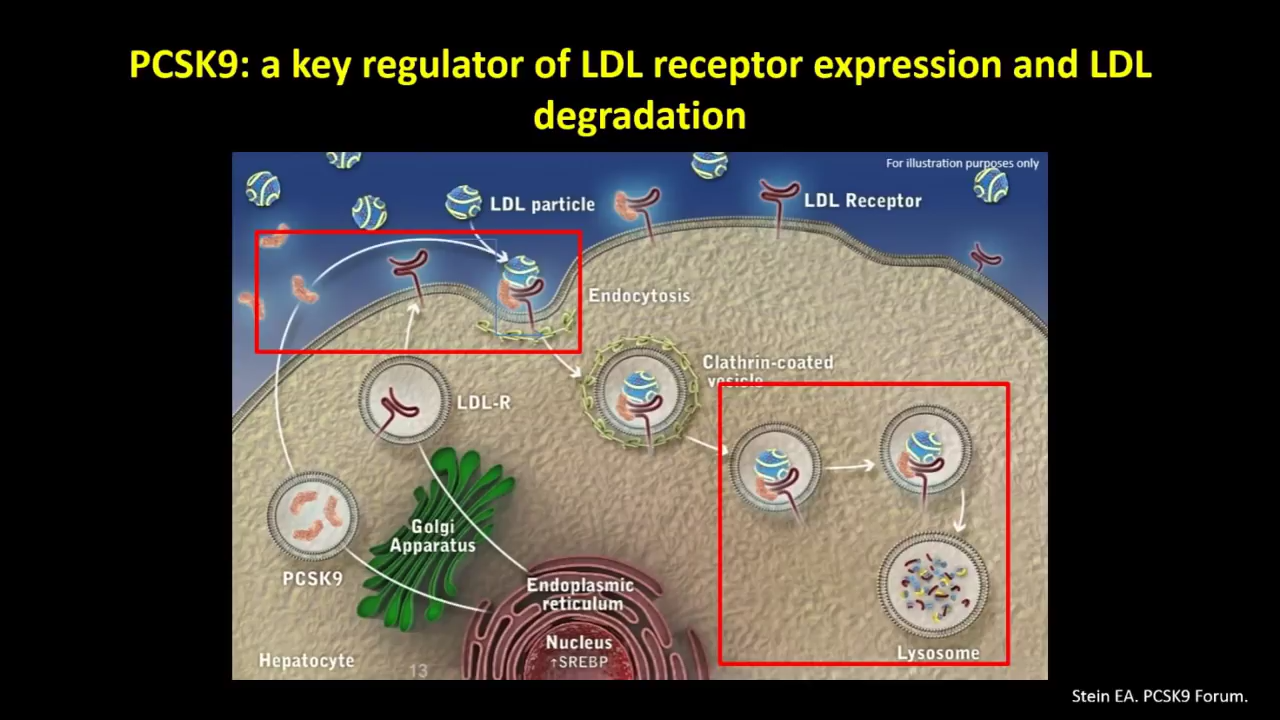 PCSK9: a key regulator of LDL receptor expression and LDL
degradation
For illustration purposes only
LDL particle
LDL Receptor
Endocytosis
Clathrin-coated
vesicle
LDL-R
Golgi
Apparatus
PCSK9
Endoplasmic
reticulum
Nucleus
↑SREBP
Lysosome
Hepatocyte
13
Stein EA. PCSK9 Forum.